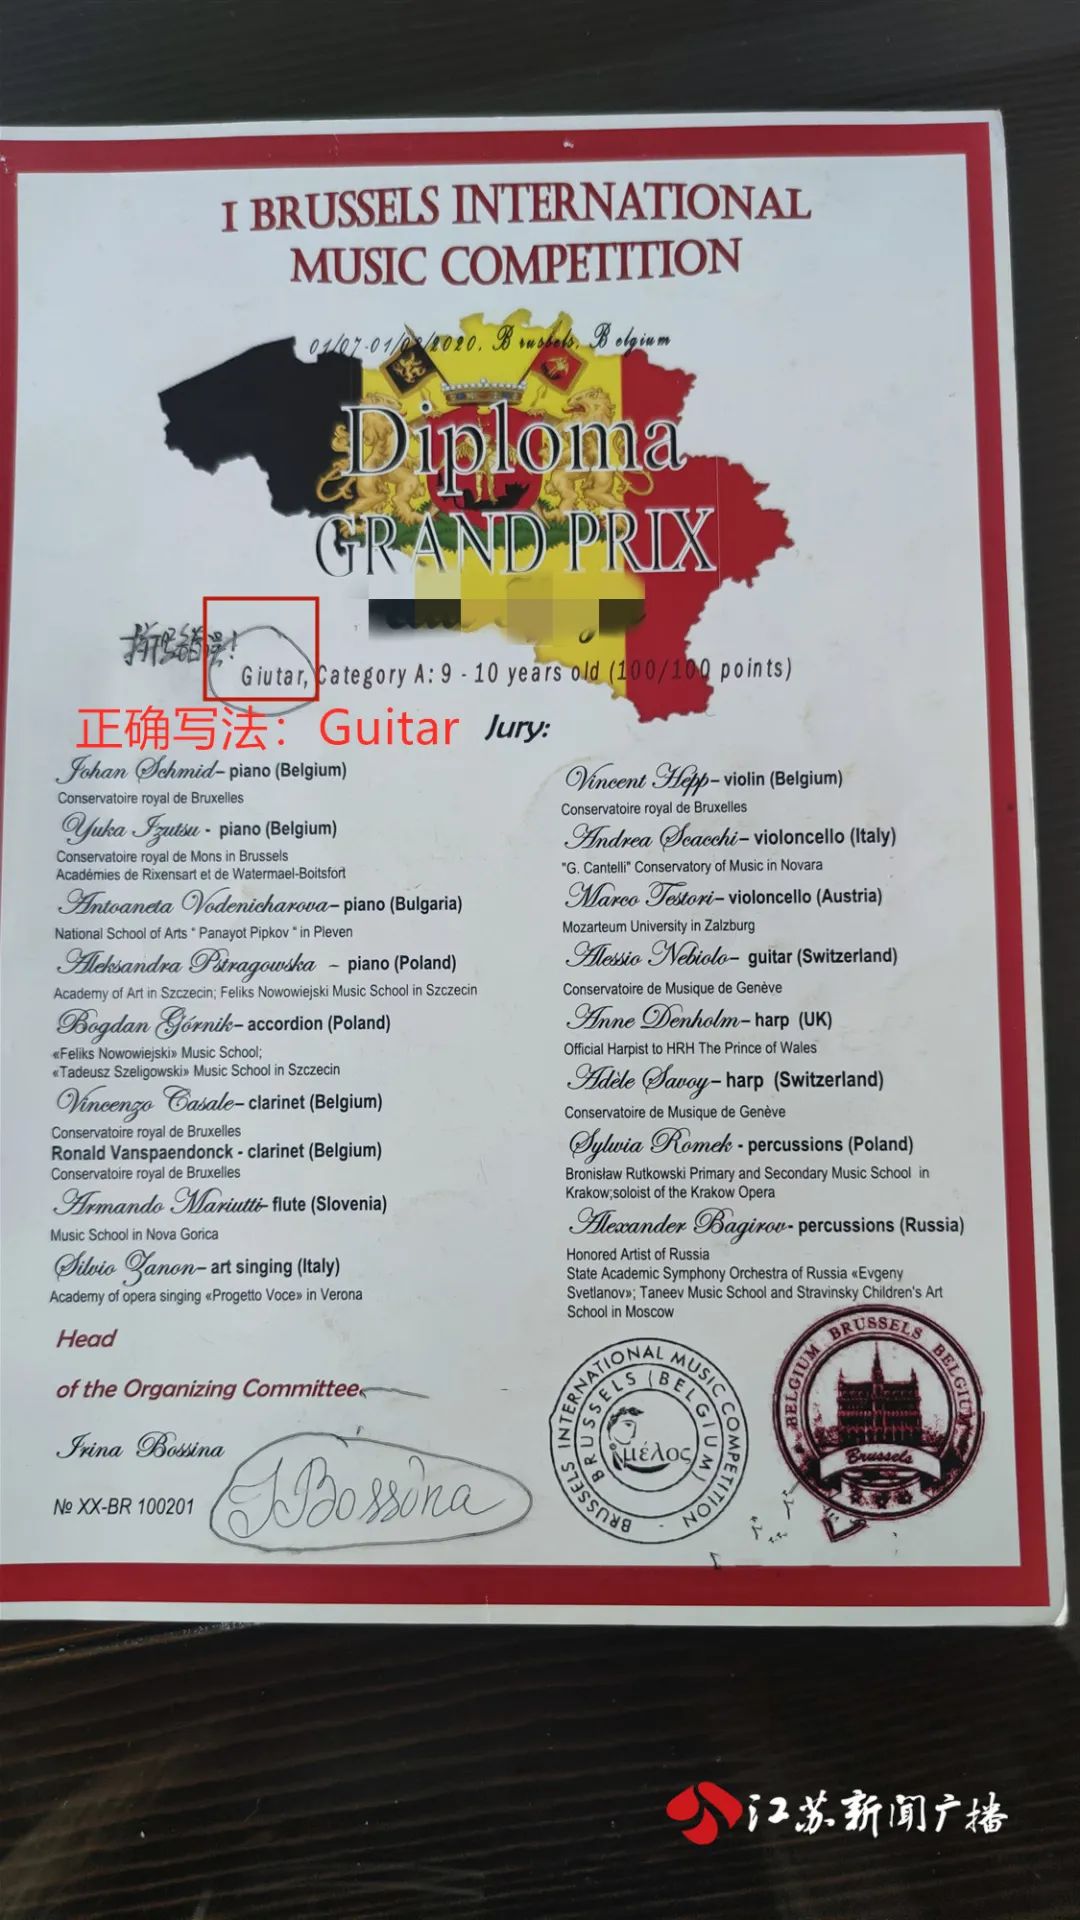 I BRUSSELS INTERNATIONAL
MUSIC COMPETITION
01/07-01/08/2020, Brussels, Belgium
Diploma
GRAND PRIX
拼写错误!
Giutar, Category A: 9 - 10 years old (100/100 points)
正确写法：Guitar
Jury:
Johan Schmid– piano (Belgium)
Conservatoire royal de Bruxelles
Yuka Izutsu - piano (Belgium)
Conservatoire royal de Mons in Brussels
Académies de Rixensart et de Watermael-Boitsfort
Antoaneta Vodenicharova– piano (Bulgaria)
National School of Arts " Panayot Pipkov " in Pleven
Aleksandra Pstragowska – piano (Poland)
Academy of Art in Szczecin; Feliks Nowowiejski Music School in Szczecin
Bogdan Górnik– accordion (Poland)
«Feliks Nowowiejski» Music School;
«Tadeusz Szeligowski» Music School in Szczecin
Vincenzo Casale– clarinet (Belgium)
Conservatoire royal de Bruxelles
Ronald Vanspaendonck - clarinet (Belgium)
Conservatoire royal de Bruxelles
Armando Mariutti– flute (Slovenia)
Music School in Nova Gorica
Silvio Zanon– art singing (Italy)
Academy of opera singing «Progetto Voce» in Verona
Vincent Hepp– violin (Belgium)
Conservatoire royal de Bruxelles
Andrea Scacchi– violoncello (Italy)
"G. Cantelli" Conservatory of Music in Novara
Marco Testori– violoncello (Austria)
Mozarteum University in Zalzburg
Alessio Nebiolo– guitar (Switzerland)
Conservatoire de Musique de Genève
Anne Denholm– harp (UK)
Official Harpist to HRH The Prince of Wales
Adèle Savoy– harp (Switzerland)
Conservatoire de Musique de Genève
Sylwia Romek - percussions (Poland)
Bronisław Rutkowski Primary and Secondary Music School in
Krakow;soloist of the Krakow Opera
Alexander Bagirov- percussions (Russia)
Honored Artist of Russia
State Academic Symphony Orchestra of Russia «Evgeny
Svetlanov»; Taneev Music School and Stravinsky Children's Art
School in Moscow
Head
of the Organizing Committee
Irina Bossina
№ XX-BR 100201
I Bossina
BRUSSELS INTERNATIONAL MUSIC COMPETITION -
BRUSSELS (BELGIUM)
μέλος
BELGIUM BRUSSELS BELGIUM
Brussels
江苏新闻广播